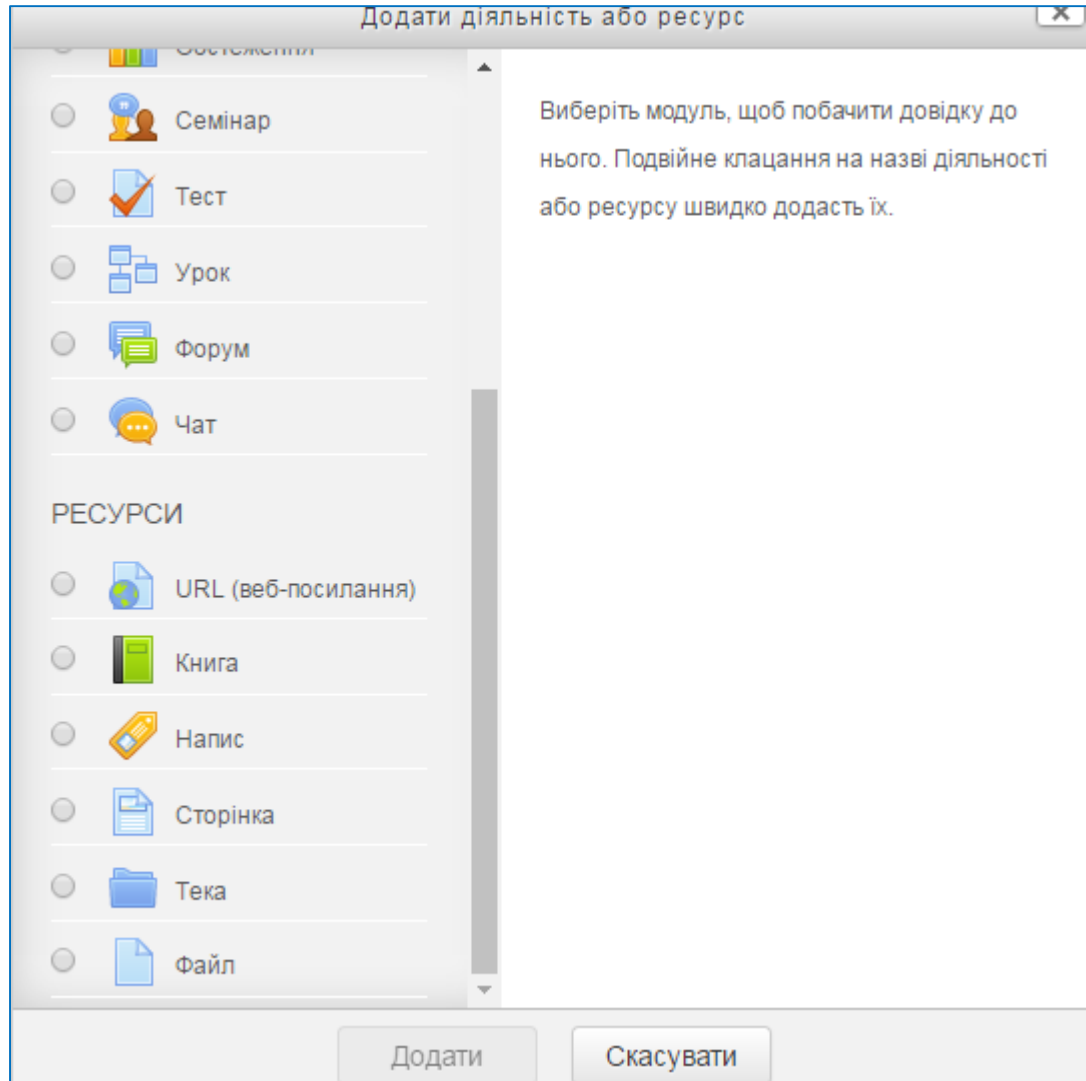 Додати діяльність або ресурс
Обстеження
Семінар
Тест
Урок
Форум
Чат
РЕСУРСИ
URL (веб-посилання)
Книга
Напис
Сторінка
Тека
Файл
Виберіть модуль, щоб побачити довідку до
нього. Подвійне клацання на назві діяльності
або ресурсу швидко додасть їх.
Додати
Скасувати